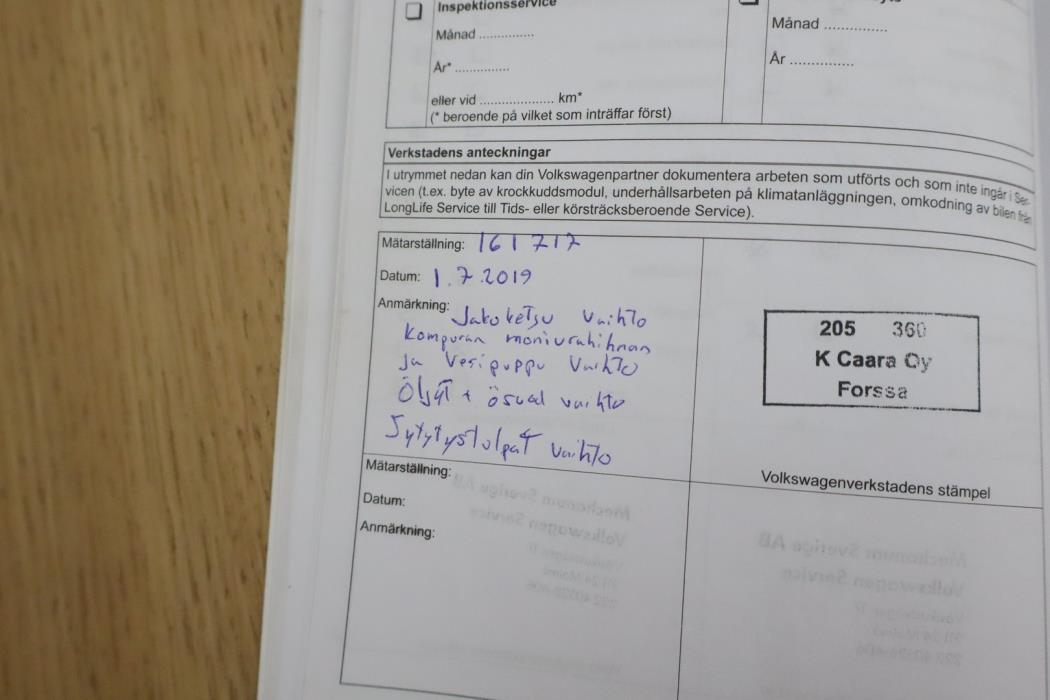 Inspektionsservice
Månad ..............
År* ..............
eller vid .................... km*
(* beroende på vilket som inträffar först)
Månad ................
År ................
Verkstadens anteckningar
I utrymmet nedan kan din Volkswagenpartner dokumentera arbeten som utförts och som inte ingår i Ser-
vicen (t.ex. byte av krockkuddsmodul, underhållsarbeten på klimatanläggningen, omkodning av bilen från
LongLife Service till Tids- eller körsträcksberoende Service).
Mätarställning: 161717
Datum: 1.7.2019
Anmärkning: Jakoketju vaihto
Kompuran moniurahihnan
ja vesipuppu vaihto
Öljyt + ösuod vaihto
Sytytystulpat vaihto
205 360
K Caara Oy
Forssa
Volkswagenverkstadens stämpel
Mätarställning:
Datum:
Anmärkning: